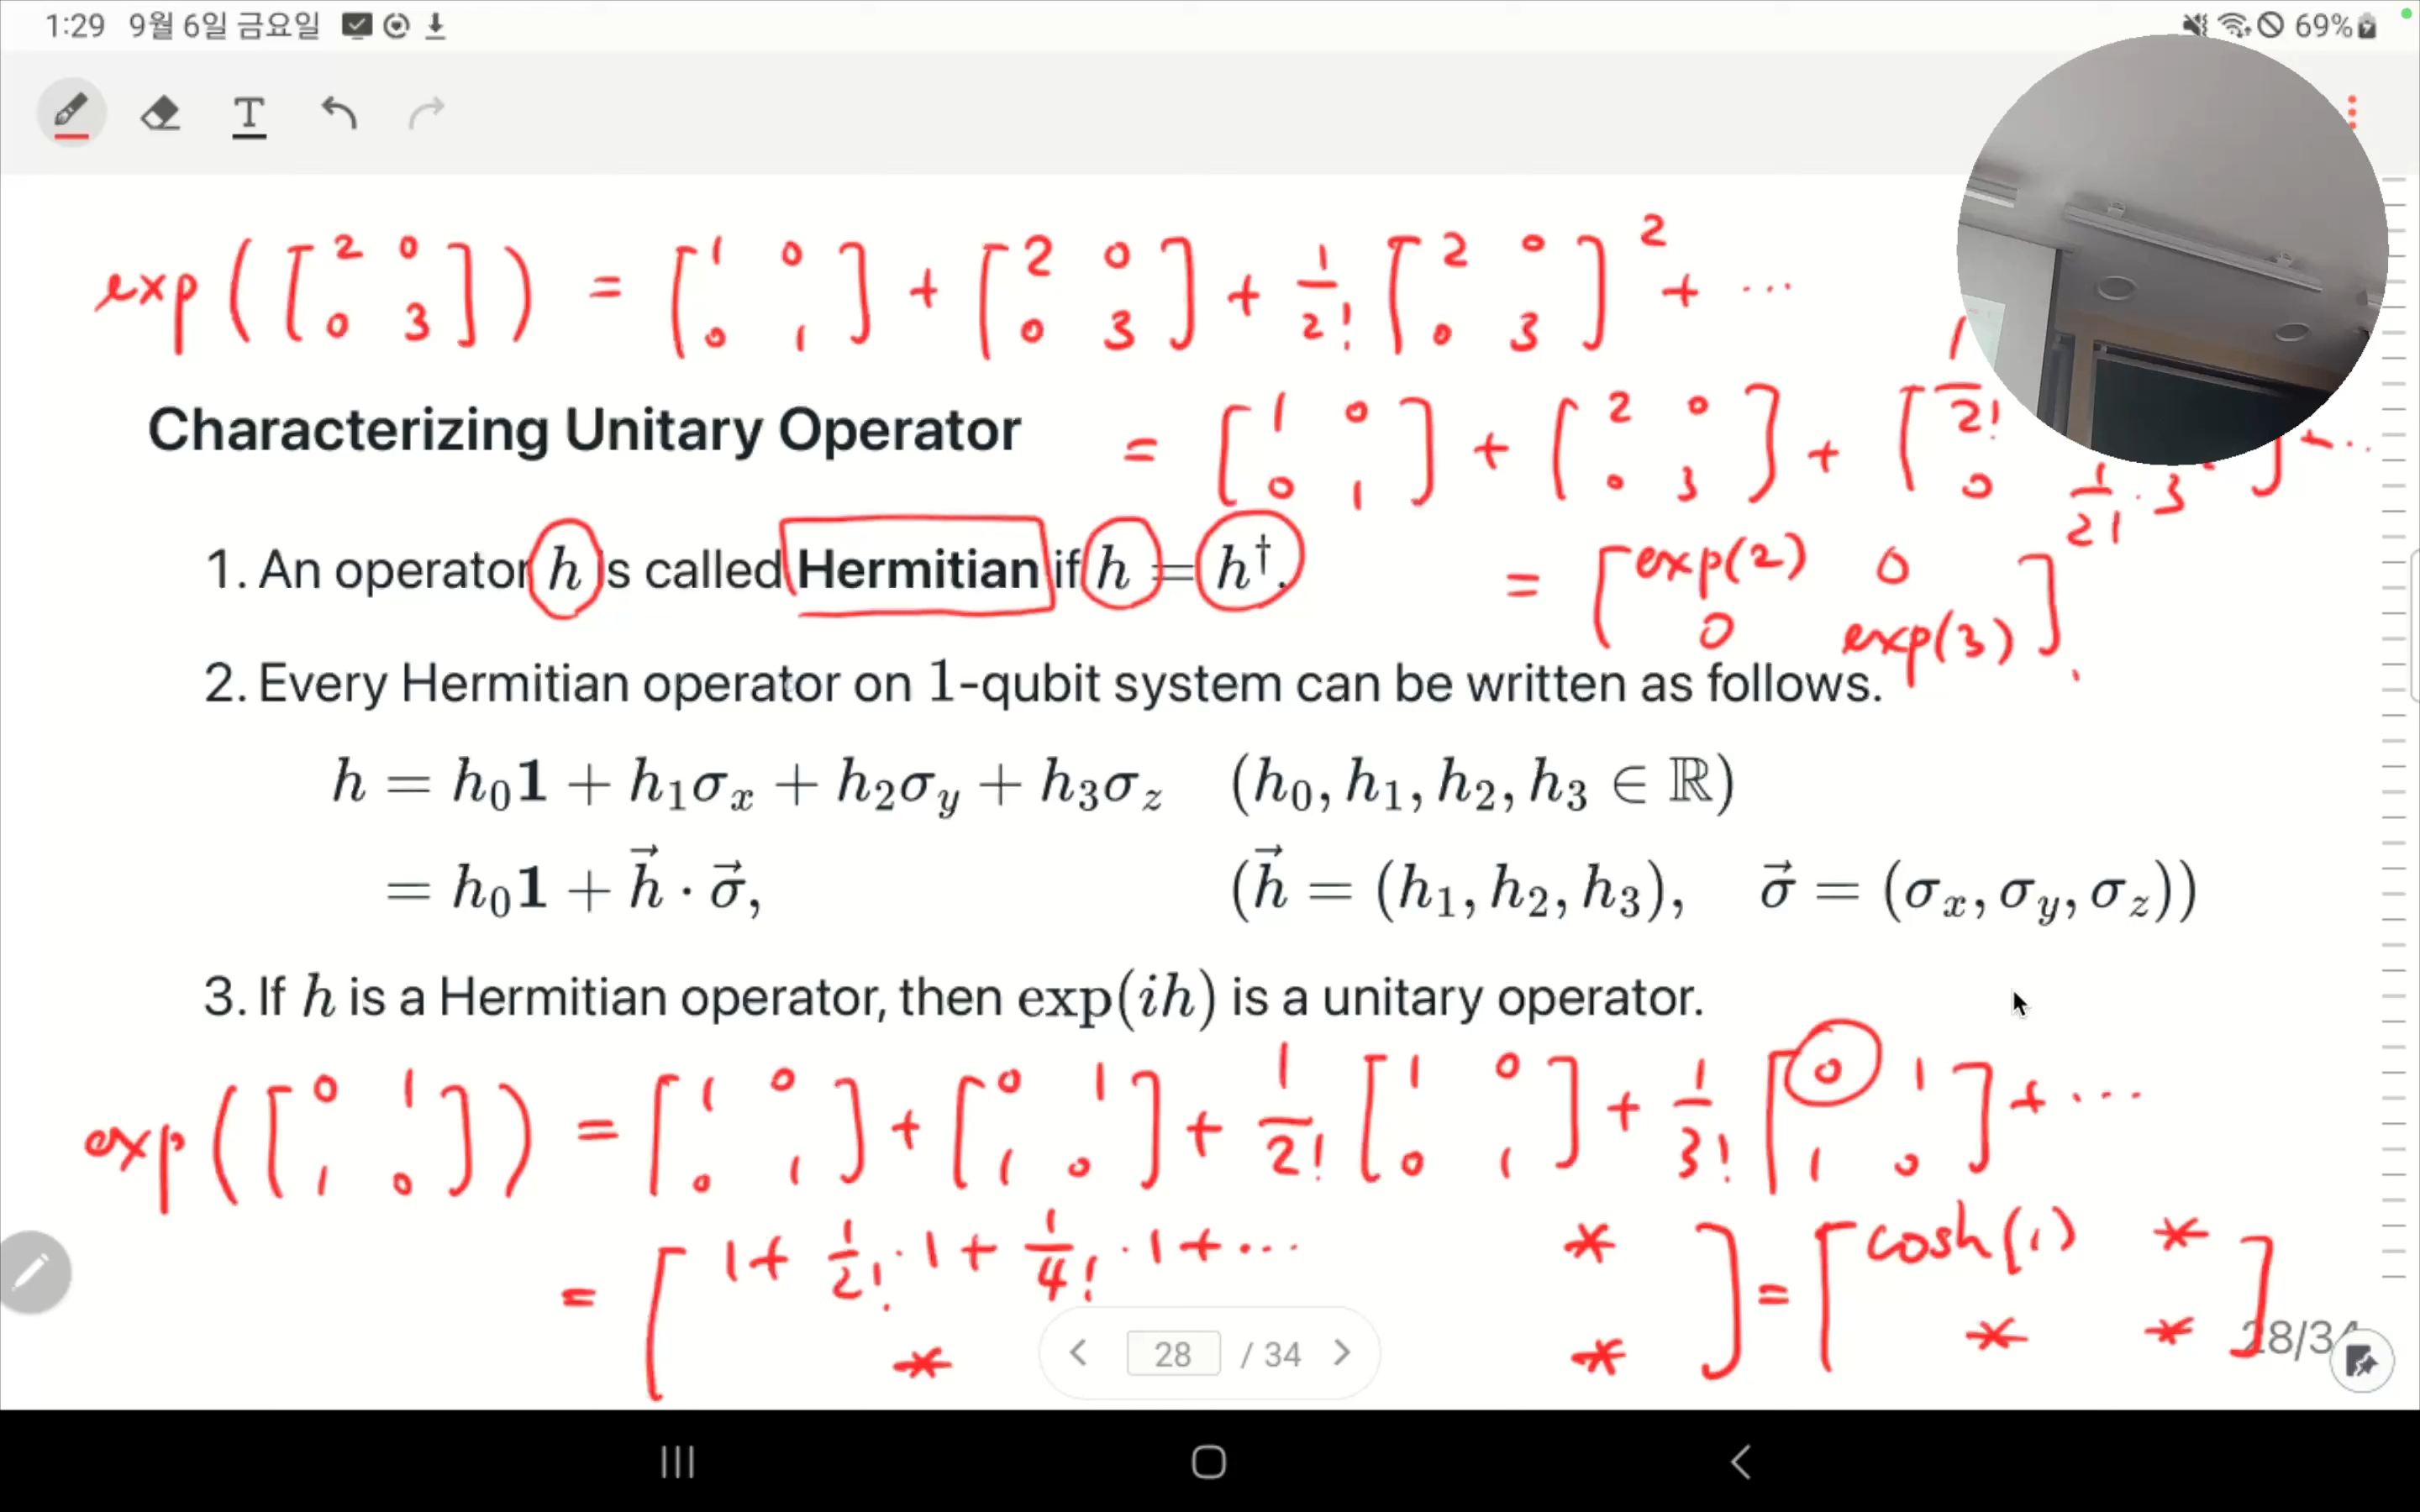 1:29 9월 6일 금요일 69%
T
exp([2 0; 0 3]) = [1 0; 0 1] + [2 0; 0 3] + 1/2! [2 0; 0 3]² + ⋯
Characterizing Unitary Operator
= [1 0; 0 1] + [2 0; 0 3] + [1/2! 0 1/2!·3 ] + ⋯
1. An operator h is called Hermitian if h = h†.
= [exp(2) 0; 0 exp(3)].
2. Every Hermitian operator on 1-qubit system can be written as follows.
h = h₀1 + h₁σₓ + h₂σᵧ + h₃σ_z (h₀, h₁, h₂, h₃ ∈ ℝ)
= h₀1 + h⃗ · σ⃗, (h⃗ = (h₁, h₂, h₃), σ⃗ = (σₓ, σᵧ, σ_z))
3. If h is a Hermitian operator, then exp(ih) is a unitary operator.
exp([0 1; 1 0]) = [1 0; 0 1] + [0 1; 1 0] + 1/2! [1 0; 0 1] + 1/3! [0 1; 1 0] + ⋯
= [1 + 1/2!·1 + 1/4!·1 + ⋯ *; * *] = [cosh(1) *; * *]
28 / 34
28/34